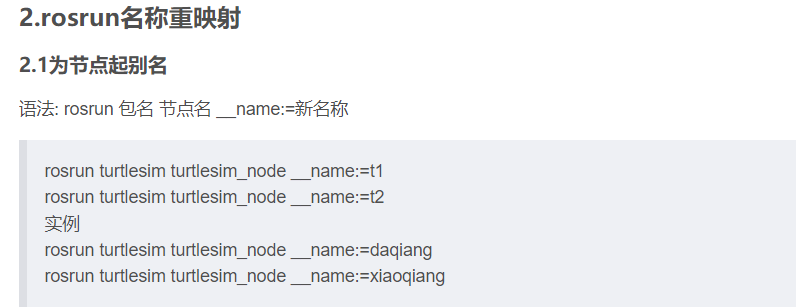 2.rosrun名称重映射
2.1为节点起别名
语法: rosrun 包名 节点名 __name:=新名称
rosrun turtlesim turtlesim_node __name:=t1
rosrun turtlesim turtlesim_node __name:=t2
实例
rosrun turtlesim turtlesim_node __name:=daqiang
rosrun turtlesim turtlesim_node __name:=xiaoqiang